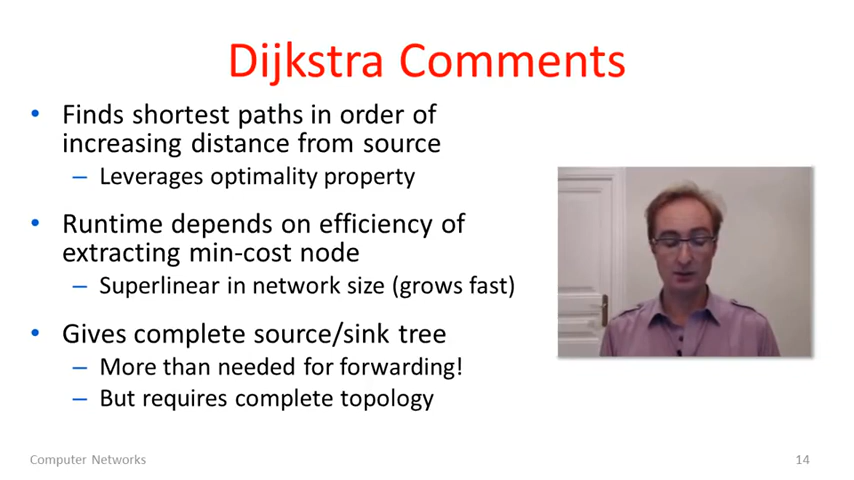 Dijkstra Comments
• Finds shortest paths in order of
increasing distance from source
– Leverages optimality property
• Runtime depends on efficiency of
extracting min-cost node
– Superlinear in network size (grows fast)
• Gives complete source/sink tree
– More than needed for forwarding!
– But requires complete topology
Computer Networks
14